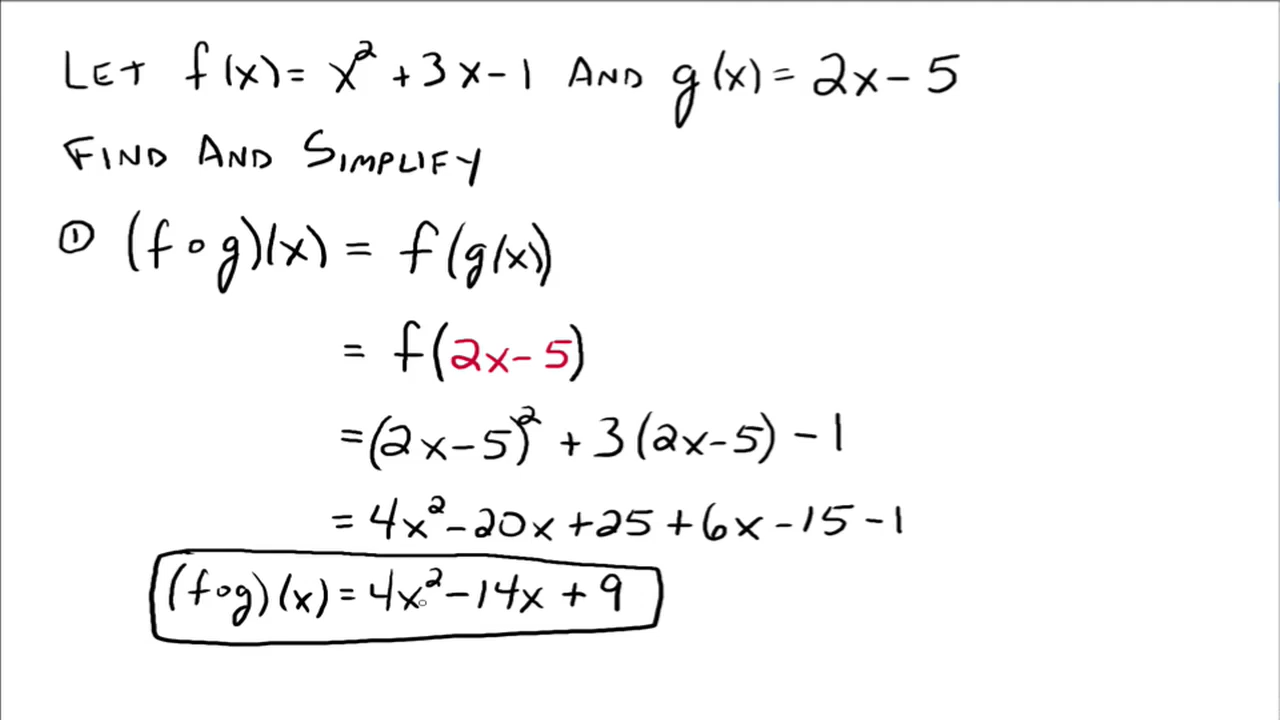 LET f(x) = x² + 3x - 1 AND g(x) = 2x - 5
FIND AND SIMPLIFY
① (f∘g)(x) = f(g(x))
= f(2x-5)
= (2x-5)² + 3(2x-5) - 1
= 4x² - 20x + 25 + 6x - 15 - 1
(f∘g)(x) = 4x² - 14x + 9